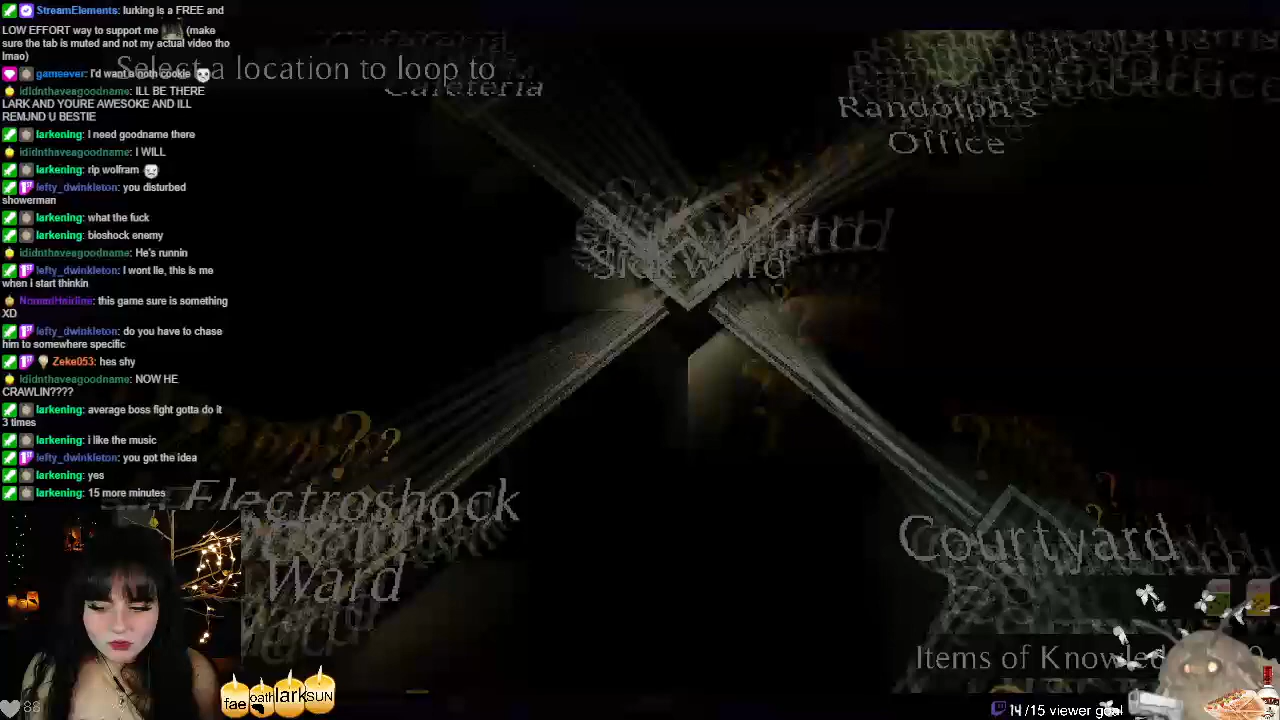 StreamElements: lurking is a FREE and
LOW EFFORT way to support me (make
sure the tab is muted and not my actual video tho
lmao)
gameever: I'd want a moth cookie
ididnthaveagoodname: ILL BE THERE
LARK AND YOURE AWESOKE AND ILL
REMJND U BESTIE
larkening: I need goodname there
ididnthaveagoodname: I WILL
larkening: rip wolfram
lefty_dwinkleton: you disturbed
showerman
larkening: what the fuck
larkening: bioshock enemy
ididnthaveagoodname: He's runnin
lefty_dwinkleton: I wont lie, this is me
when i start thinkin
NomadHairline: this game sure is something
XD
lefty_dwinkleton: do you have to chase
him to somewhere specific
Zeke053: hes shy
ididnthaveagoodname: NOW HE
CRAWLIN????
larkening: average boss fight gotta do it
3 times
larkening: i like the music
lefty_dwinkleton: you got the idea
larkening: yes
larkening: 15 more minutes
Select a location to loop to
Cafeteria
Randolph's
Office
Sick Ward
Electroshock
Ward
Courtyard
Items of
fae
oath
lark
SUN
88
14 /15 viewer goal